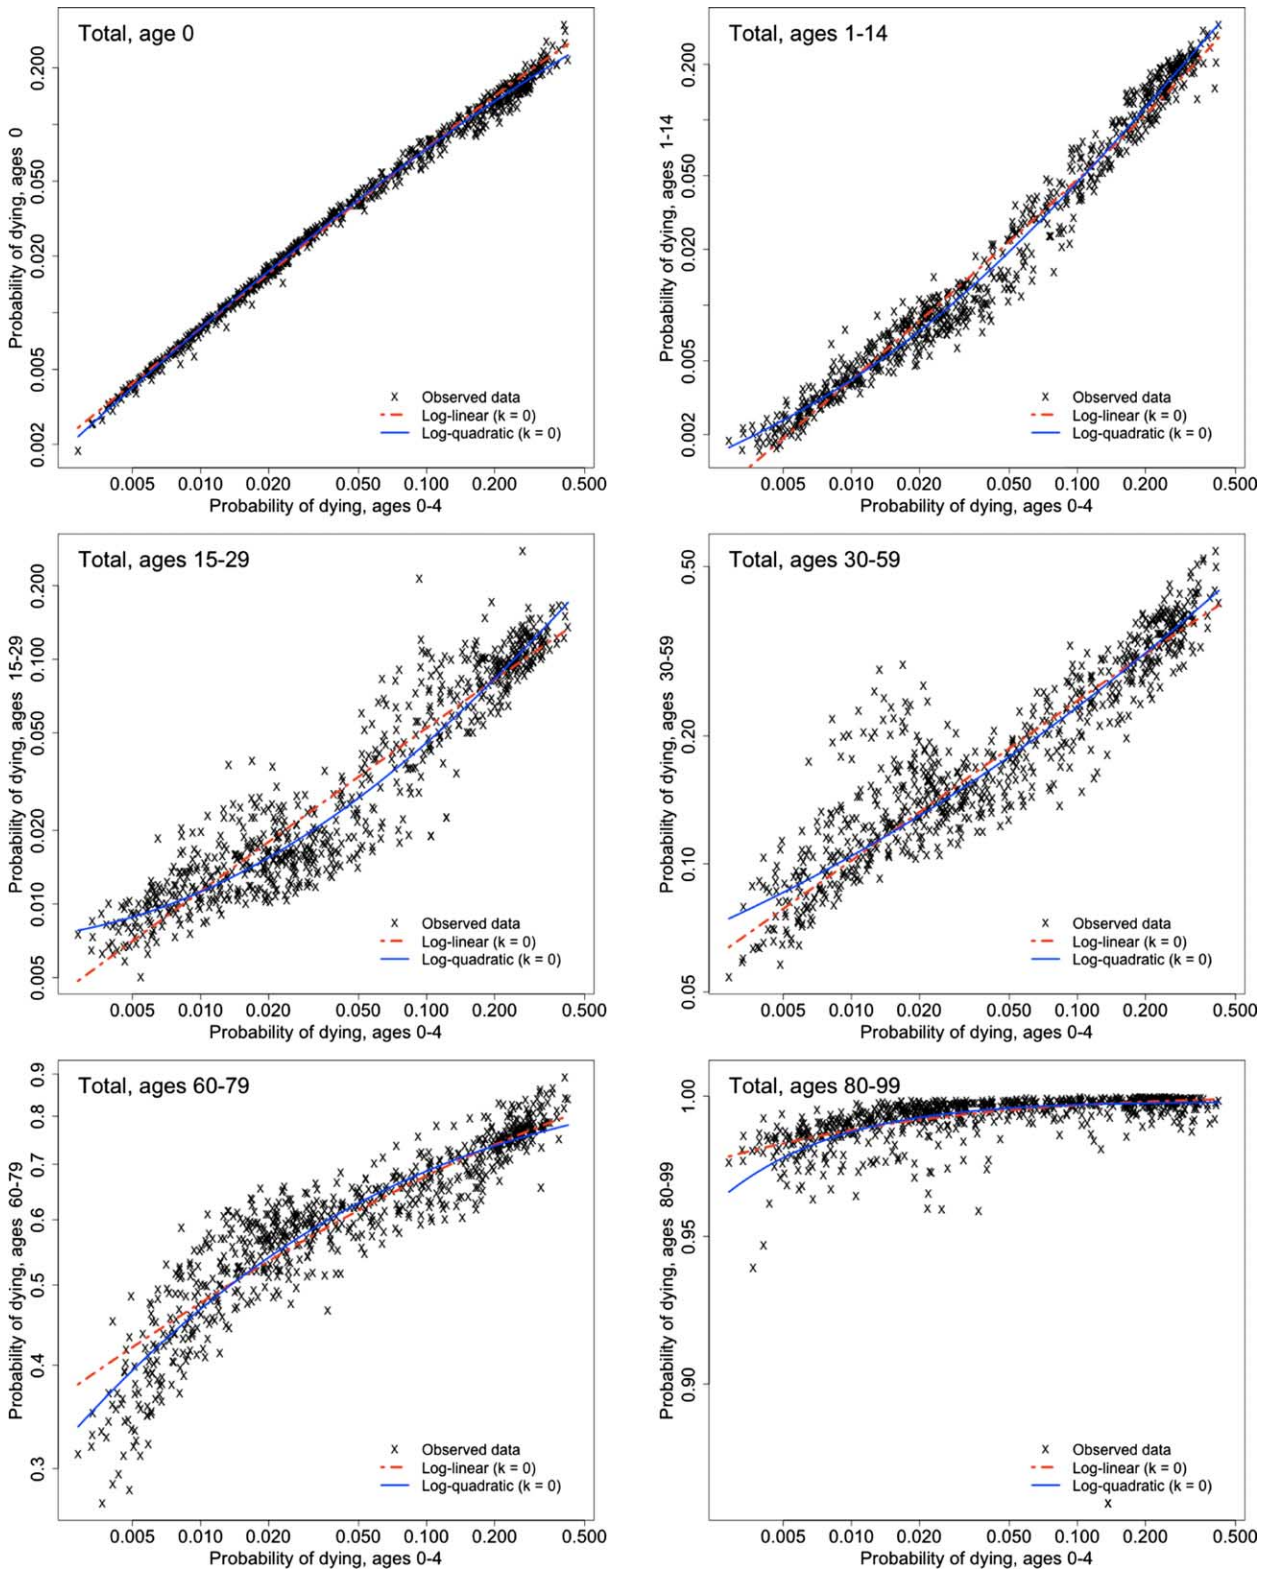 Total, age 0
Probability of dying, ages 0
0.200
0.050
0.020
0.005
0.002
x Observed data
Log-linear (k = 0)
Log-quadratic (k = 0)
0.005 0.010 0.020 0.050 0.100 0.200 0.500
Probability of dying, ages 0-4
Total, ages 1-14
Probability of dying, ages 1-14
0.200
0.050
0.020
0.005
0.002
x Observed data
Log-linear (k = 0)
Log-quadratic (k = 0)
0.005 0.010 0.020 0.050 0.100 0.200 0.500
Probability of dying, ages 0-4
Total, ages 15-29
Probability of dying, ages 15-29
0.200
0.100
0.050
0.020
0.010
0.005
x Observed data
Log-linear (k = 0)
Log-quadratic (k = 0)
0.005 0.010 0.020 0.050 0.100 0.200 0.500
Probability of dying, ages 0-4
Total, ages 30-59
Probability of dying, ages 30-59
0.50
0.20
0.10
0.05
x Observed data
Log-linear (k = 0)
Log-quadratic (k = 0)
0.005 0.010 0.020 0.050 0.100 0.200 0.500
Probability of dying, ages 0-4
Total, ages 60-79
Probability of dying, ages 60-79
0.9
0.8
0.7
0.6
0.5
0.4
0.3
x Observed data
Log-linear (k = 0)
Log-quadratic (k = 0)
0.005 0.010 0.020 0.050 0.100 0.200 0.500
Probability of dying, ages 0-4
Total, ages 80-99
Probability of dying, ages 80-99
1.00
0.95
0.90
x Observed data
Log-linear (k = 0)
Log-quadratic (k = 0)
0.005 0.010 0.020 0.050 0.100 0.200 0.500
Probability of dying, ages 0-4